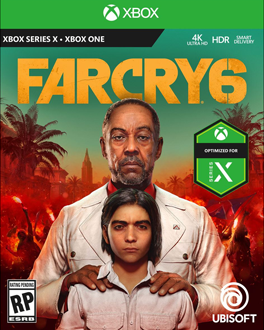 XBOX
XBOX SERIES X • XBOX ONE
4K
ULTRA HD
HDR
SMART
DELIVERY
FARCRY6
OPTIMIZED FOR
SERIES
X
RATING PENDING
RP
ESRB
UBISOFT